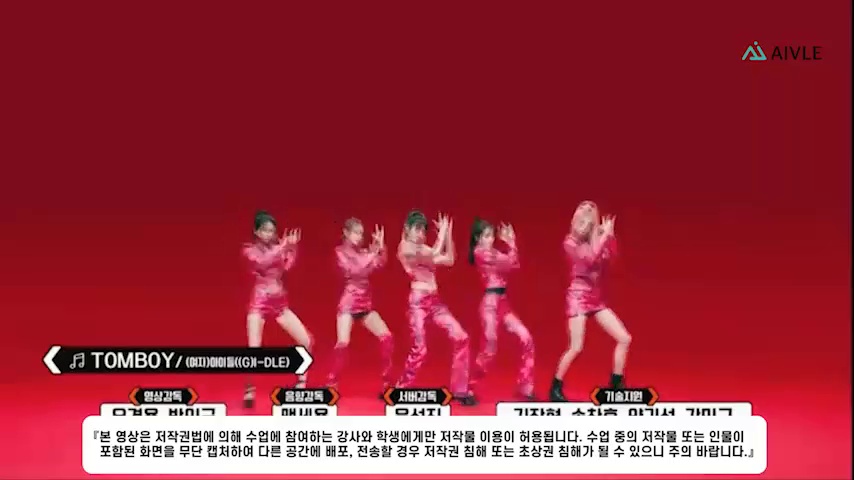 AIVLE
TOMBOY/ (여자)아이들((G)I-DLE)
영상감독 음향감독 서버감독 기술지원
『본 영상은 저작권법에 의해 수업에 참여하는 강사와 학생에게만 저작물 이용이 허용됩니다. 수업 중의 저작물 또는 인물이
포함된 화면을 무단 캡처하여 다른 공간에 배포, 전송할 경우 저작권 침해 또는 초상권 침해가 될 수 있으니 주의 바랍니다.』